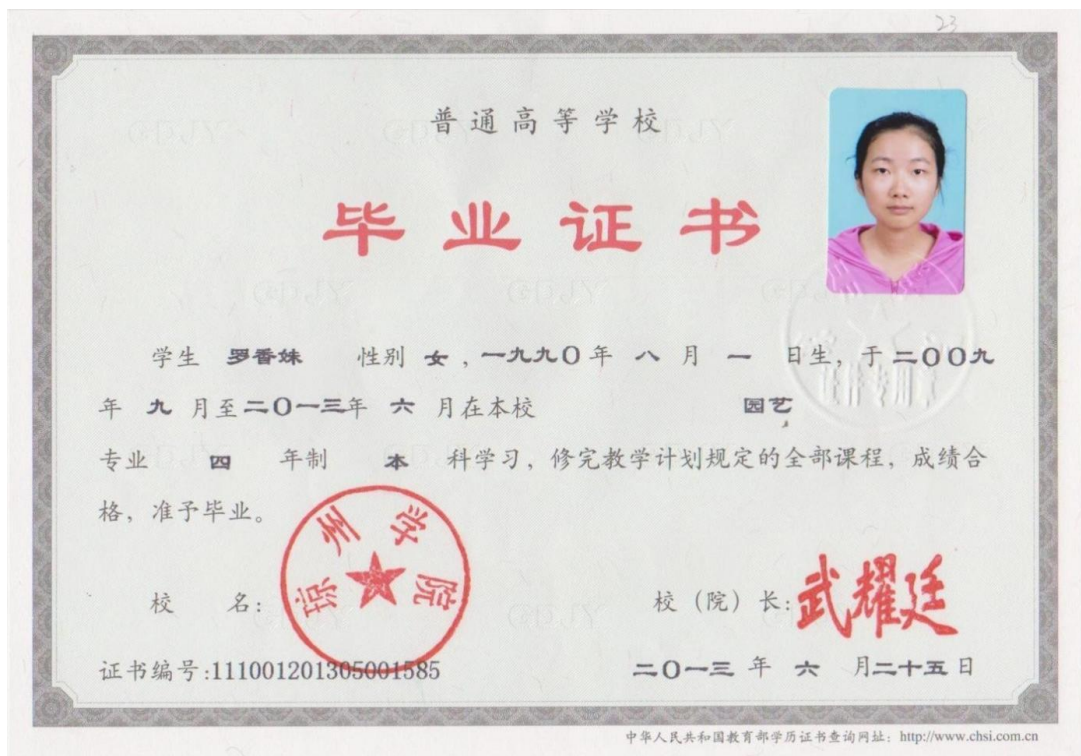 23
普通高等学校
毕业证书
学生 罗香妹 性别 女，一九九〇年 八 月 一 日生，于二〇〇九
年 九 月至二〇一三年 六 月在本校 园艺
专业 四 年制 本 科学习，修完教学计划规定的全部课程，成绩合
格，准予毕业。
琼州学院
校 名：
校（院）长：武耀廷
证书编号:111001201305001585
二〇一三 年 六 月二十五日
中华人民共和国教育部学历证书查询网址：http://www.chsi.com.cn